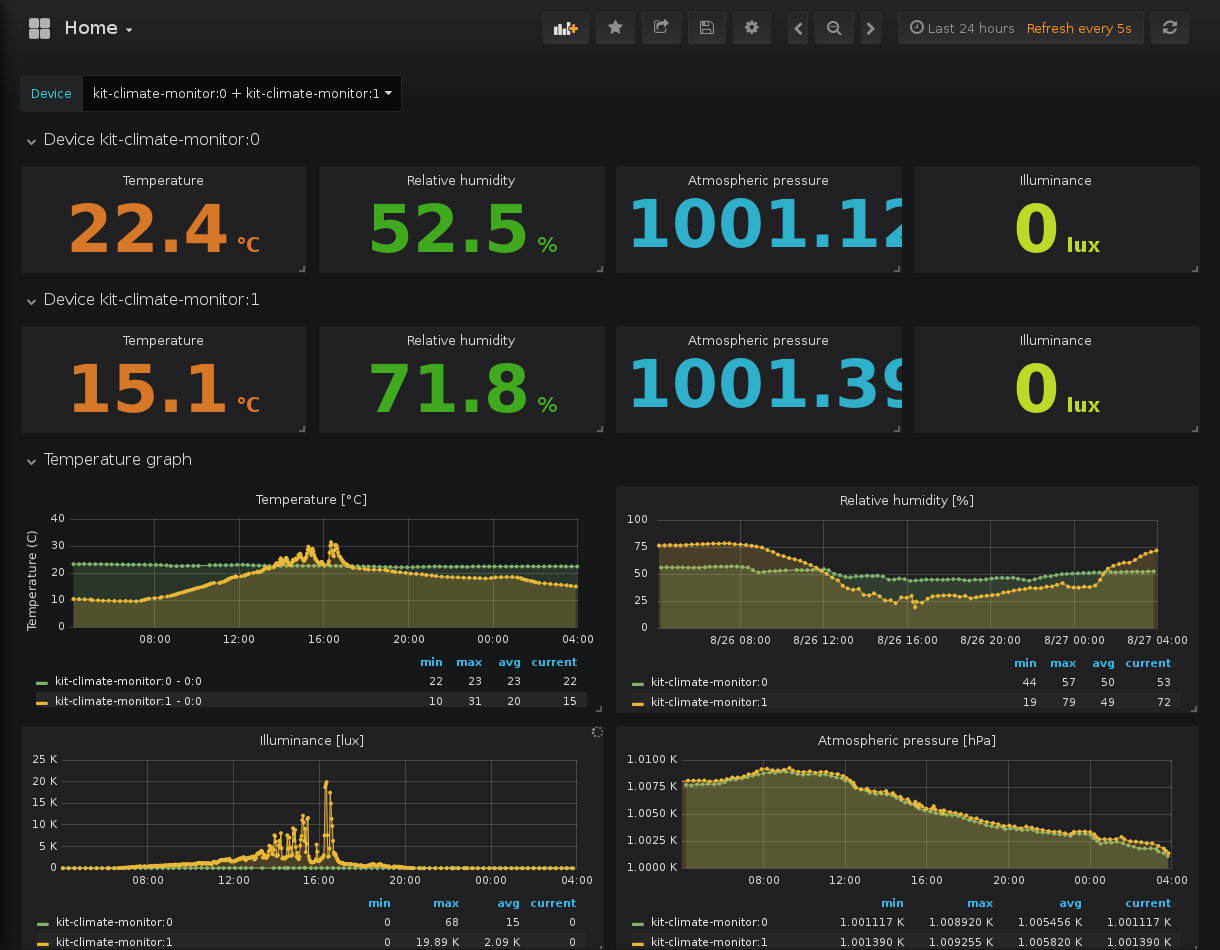 Home
Last 24 hours Refresh every 5s
Device kit-climate-monitor:0 + kit-climate-monitor:1
Device kit-climate-monitor:0
Temperature Relative humidity Atmospheric pressure Illuminance
22.4 °C 52.5 % 1001.12 0 lux
Device kit-climate-monitor:1
Temperature Relative humidity Atmospheric pressure Illuminance
15.1 °C 71.8 % 1001.39 0 lux
Temperature graph
Temperature [°C]
Temperature (C)
40
30
20
10
0
08:00 12:00 16:00 20:00 00:00 04:00
min max avg current
kit-climate-monitor:0 - 0:0 22 23 23 22
kit-climate-monitor:1 - 0:0 10 31 20 15
Relative humidity [%]
100
75
50
25
0
8/26 08:00 8/26 12:00 8/26 16:00 8/26 20:00 8/27 00:00 8/27 04:00
min max avg current
kit-climate-monitor:0 44 57 50 53
kit-climate-monitor:1 19 79 49 72
Illuminance [lux]
25 K
20 K
15 K
10 K
5 K
0
08:00 12:00 16:00 20:00 00:00 04:00
min max avg current
kit-climate-monitor:0 0 68 15 0
kit-climate-monitor:1 0 19.89 K 2.09 K 0
Atmospheric pressure [hPa]
1.0100 K
1.0075 K
1.0050 K
1.0025 K
1.0000 K
08:00 12:00 16:00 20:00 00:00 04:00
min max avg current
kit-climate-monitor:0 1.001117 K 1.008920 K 1.005456 K 1.001117 K
kit-climate-monitor:1 1.001390 K 1.009255 K 1.005820 K 1.001390 K